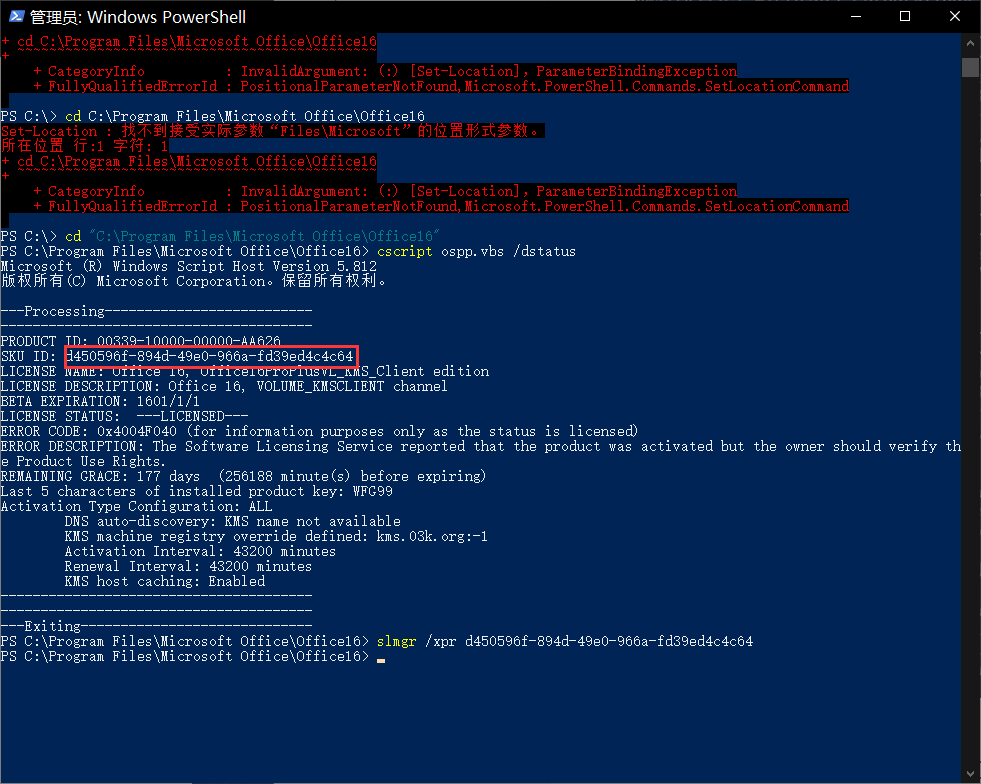 管理员: Windows PowerShell
+ cd C:\Program Files\Microsoft Office\Office16
+ ~~~~~~~~~~~~~~~~~~~~~~~~~~~~~~~~~~~~~~~~~~~~~
+ CategoryInfo          : InvalidArgument: (:) [Set-Location]，ParameterBindingException
+ FullyQualifiedErrorId : PositionalParameterNotFound,Microsoft.PowerShell.Commands.SetLocationCommand
PS C:\> cd C:\Program Files\Microsoft Office\Office16
Set-Location : 找不到接受实际参数“Files\Microsoft”的位置形式参数。
所在位置 行:1 字符: 1
+ cd C:\Program Files\Microsoft Office\Office16
+ ~~~~~~~~~~~~~~~~~~~~~~~~~~~~~~~~~~~~~~~~~~~~~
+ CategoryInfo          : InvalidArgument: (:) [Set-Location]，ParameterBindingException
+ FullyQualifiedErrorId : PositionalParameterNotFound,Microsoft.PowerShell.Commands.SetLocationCommand
PS C:\> cd "C:\Program Files\Microsoft Office\Office16"
PS C:\Program Files\Microsoft Office\Office16> cscript ospp.vbs /dstatus
Microsoft (R) Windows Script Host Version 5.812
版权所有(C) Microsoft Corporation。保留所有权利。
---Processing--------------------------
---------------------------------------
PRODUCT ID: 00339-10000-00000-AA626
SKU ID: d450596f-894d-49e0-966a-fd39ed4c4c64
LICENSE NAME: Office 16, Office16ProPlusVL_KMS_Client edition
LICENSE DESCRIPTION: Office 16, VOLUME_KMSCLIENT channel
BETA EXPIRATION: 1601/1/1
LICENSE STATUS:  ---LICENSED---
ERROR CODE: 0x4004F040 (for information purposes only as the status is licensed)
ERROR DESCRIPTION: The Software Licensing Service reported that the product was activated but the owner should verify th
e Product Use Rights.
REMAINING GRACE: 177 days  (256188 minute(s) before expiring)
Last 5 characters of installed product key: WFG99
Activation Type Configuration: ALL
DNS auto-discovery: KMS name not available
KMS machine registry override defined: kms.03k.org:-1
Activation Interval: 43200 minutes
Renewal Interval: 43200 minutes
KMS host caching: Enabled
---------------------------------------
---------------------------------------
---Exiting-----------------------------
PS C:\Program Files\Microsoft Office\Office16> slmgr /xpr d450596f-894d-49e0-966a-fd39ed4c4c64
PS C:\Program Files\Microsoft Office\Office16>